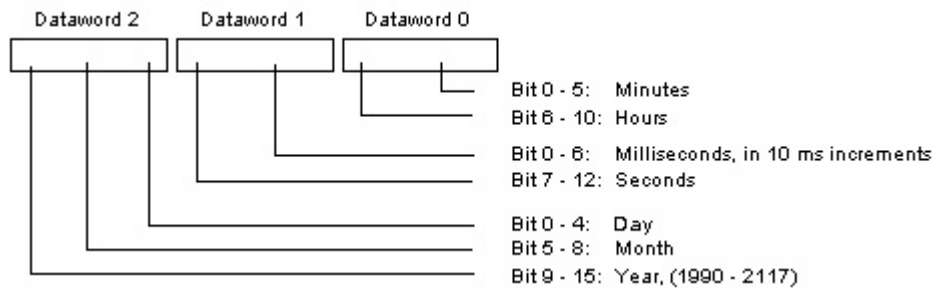 Dataword 2 Dataword 1 Dataword 0
Bit 0 - 5: Minutes
Bit 6 - 10: Hours
Bit 0 - 6: Milliseconds, in 10 ms increments
Bit 7 - 12: Seconds
Bit 0 - 4: Day
Bit 5 - 8: Month
Bit 9 - 15: Year, (1990 - 2117)